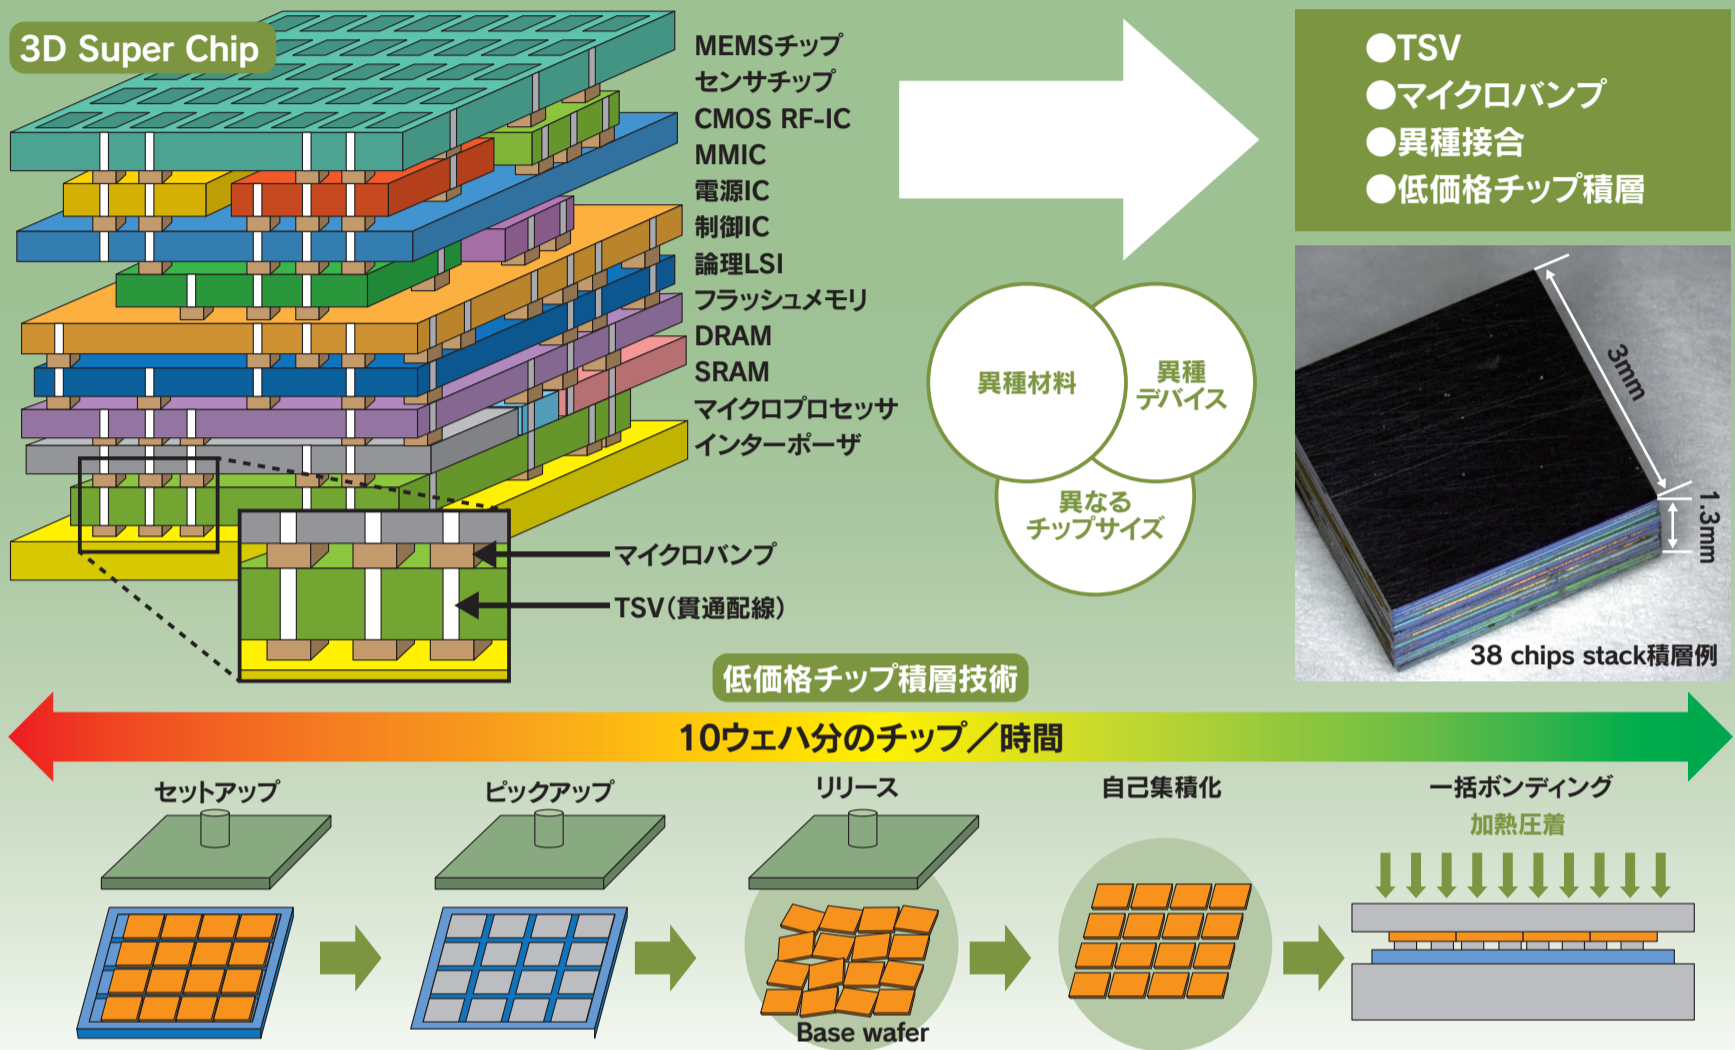 3D Super Chip
MEMSチップ
センサチップ
CMOS RF-IC
MMIC
電源IC
制御IC
論理LSI
フラッシュメモリ
DRAM
SRAM
マイクロプロセッサ
インターポーザ
マイクロバンプ
TSV(貫通配線)
●TSV
●マイクロバンプ
●異種接合
●低価格チップ積層
異種材料
異種
デバイス
異なる
チップサイズ
3mm
1.3mm
38 chips stack積層例
低価格チップ積層技術
10ウェハ分のチップ／時間
セットアップ
ピックアップ
リリース
自己集積化
一括ボンディング
加熱圧着
Base wafer